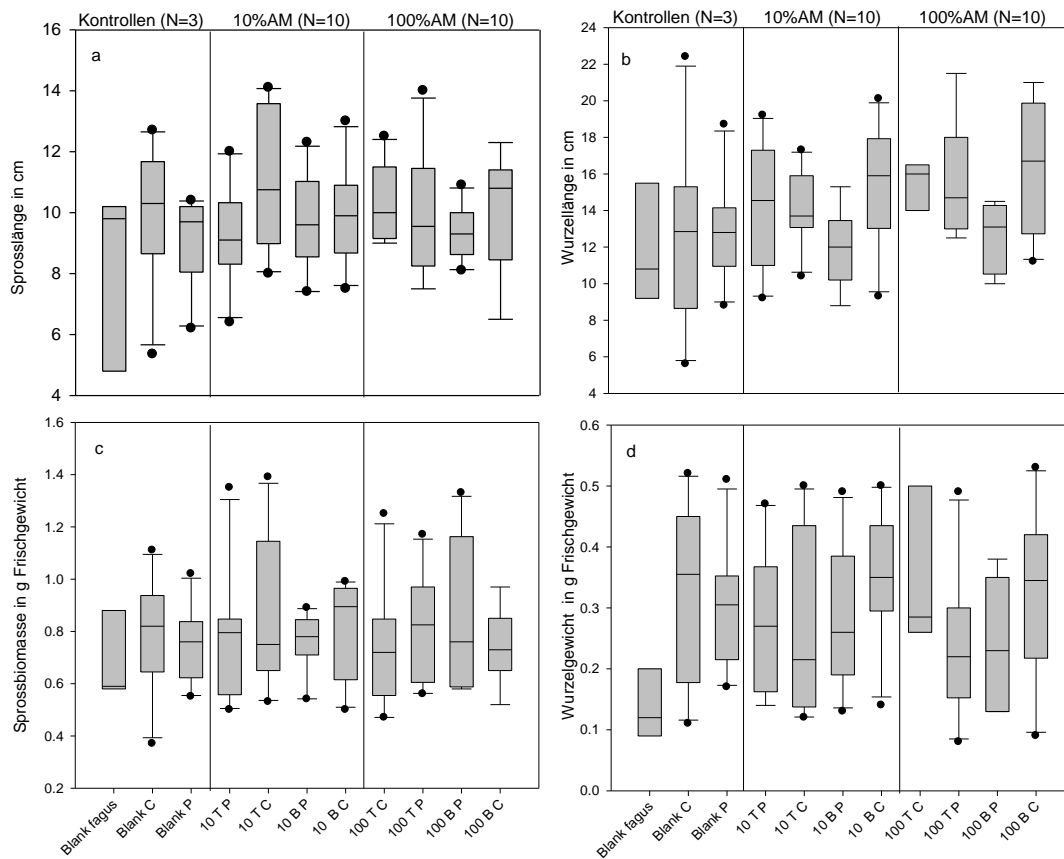 Kontrollen (N=3) 10%AM (N=10) 100%AM (N=10)
Kontrollen (N=3) 10%AM (N=10) 100%AM (N=10)
a
Sprosslänge in cm
16
14
12
10
8
6
4
b
Wurzellänge in cm
24
22
20
18
16
14
12
10
8
6
4
c
Sprossbiomasse in g Frischgewicht
1.6
1.4
1.2
1.0
0.8
0.6
0.4
0.2
d
Wurzelgewicht in g Frischgewicht
0.6
0.5
0.4
0.3
0.2
0.1
0.0
Blank fagus
Blank C
Blank P
10 T P
10 T C
10 B P
10 B C
100 T C
100 T P
100 B P
100 B C
Blank fagus
Blank C
Blank P
10 T P
10 T C
10 B P
10 B C
100 T C
100 T P
100 B P
100 B C